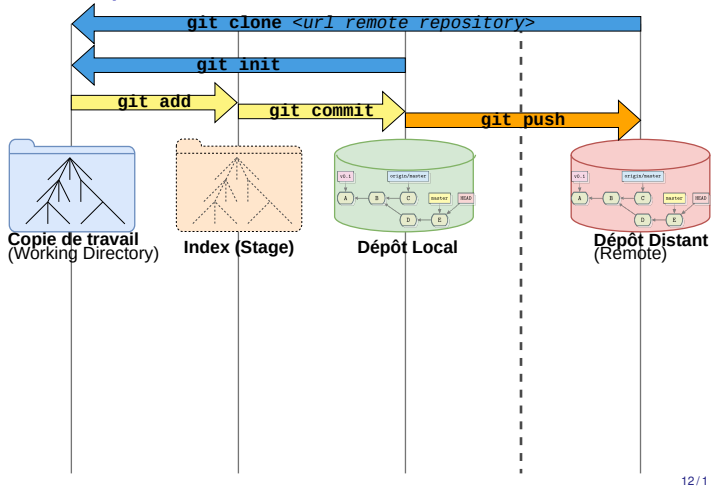 git clone <url remote repository>
git init
git add
git commit
git push
v0.1
origin/master
A
B
C
master
HEAD
D
E
v0.1
origin/master
A
B
C
master
HEAD
D
E
Copie de travail
(Working Directory)
Index (Stage)
Dépôt Local
Dépôt Distant
(Remote)
12/1